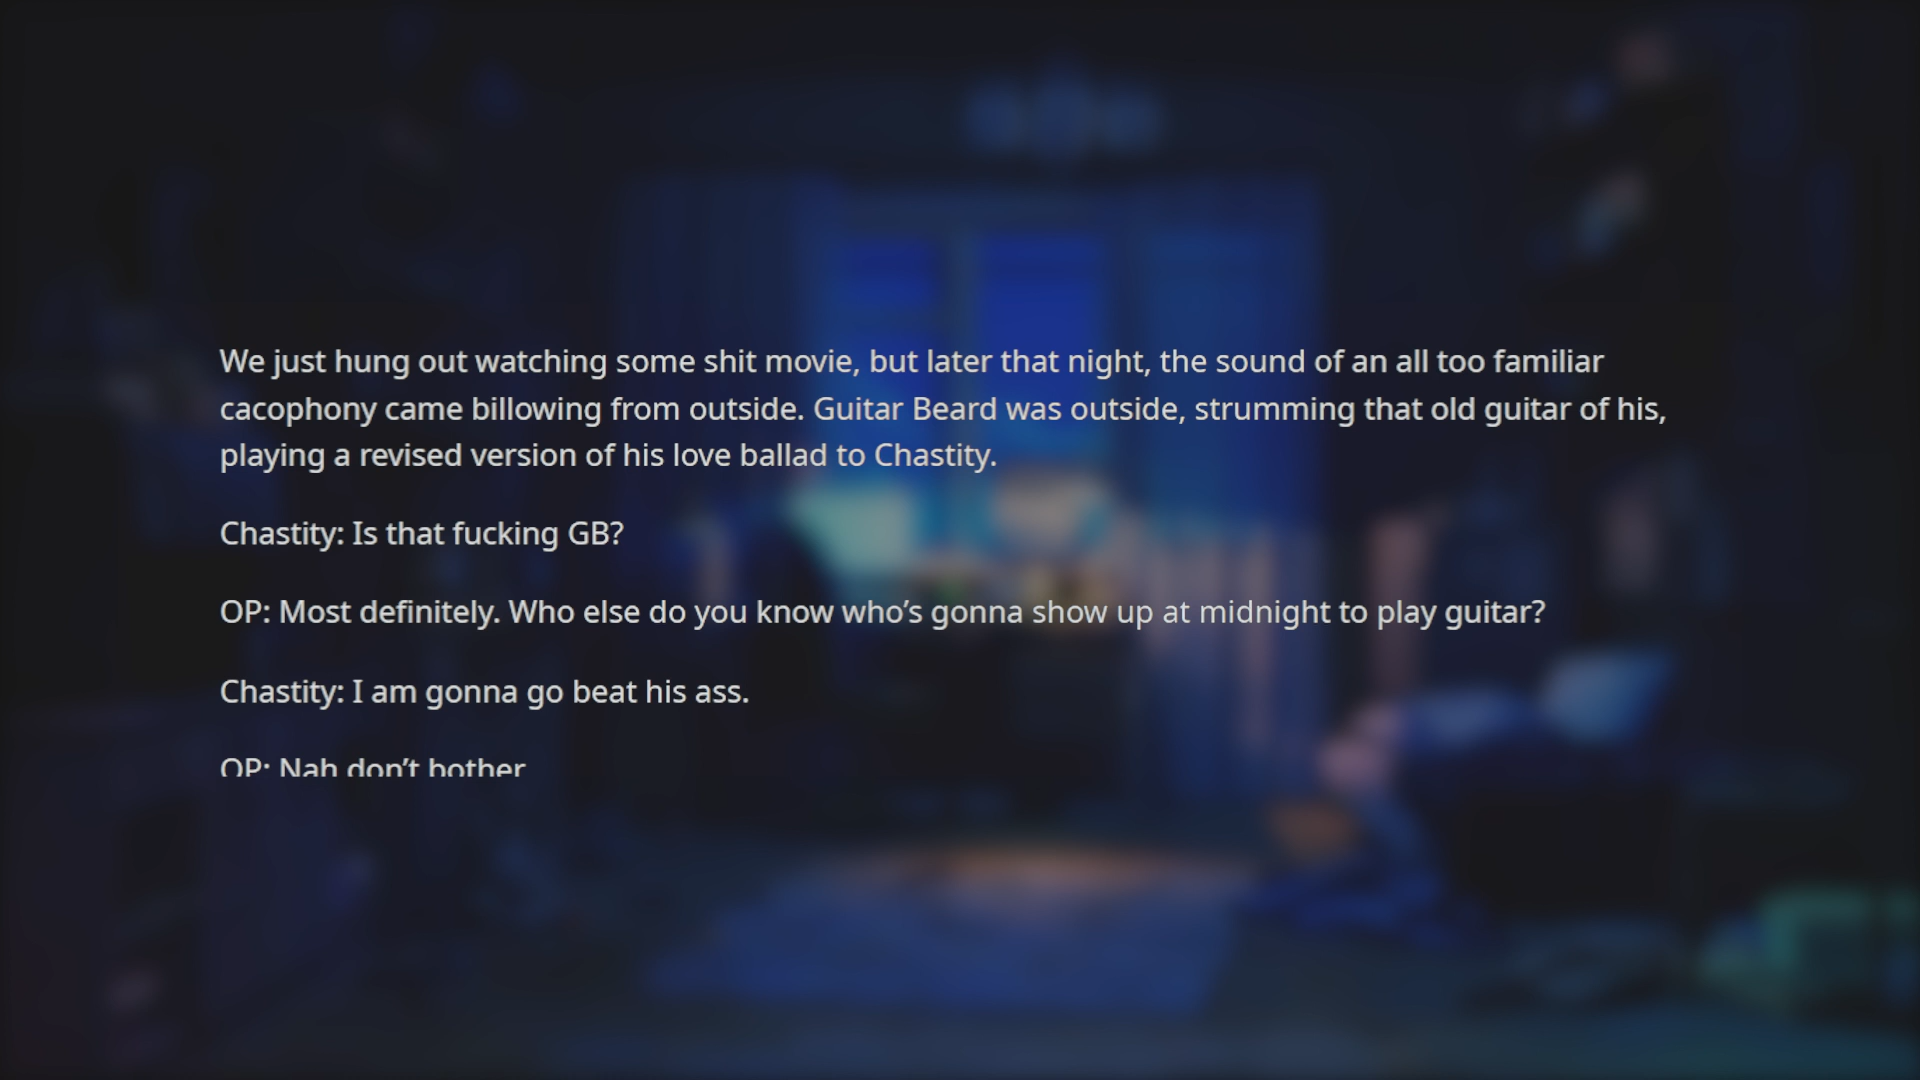 We just hung out watching some shit movie, but later that night, the sound of an all too familiar
cacophony came billowing from outside. Guitar Beard was outside, strumming that old guitar of his,
playing a revised version of his love ballad to Chastity.
Chastity: Is that fucking GB?
OP: Most definitely. Who else do you know who’s gonna show up at midnight to play guitar?
Chastity: I am gonna go beat his ass.
OP: Nah don’t bother